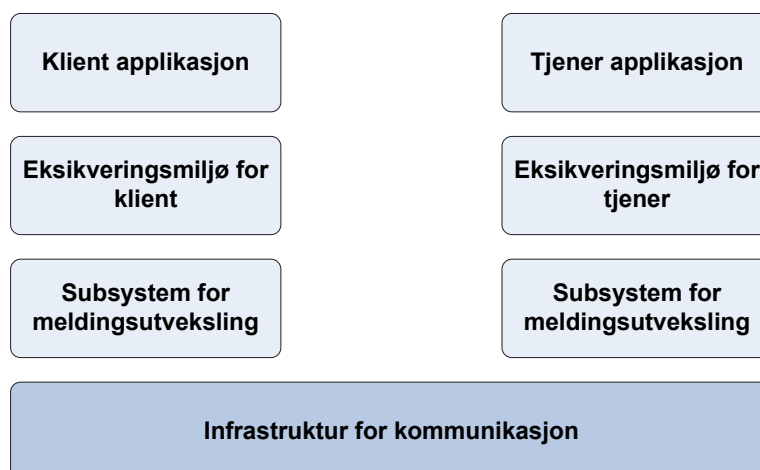 Klient applikasjon
Tjener applikasjon
Eksikveringsmiljø for
klient
Eksikveringsmiljø for
tjener
Subsystem for
meldingsutveksling
Subsystem for
meldingsutveksling
Infrastruktur for kommunikasjon